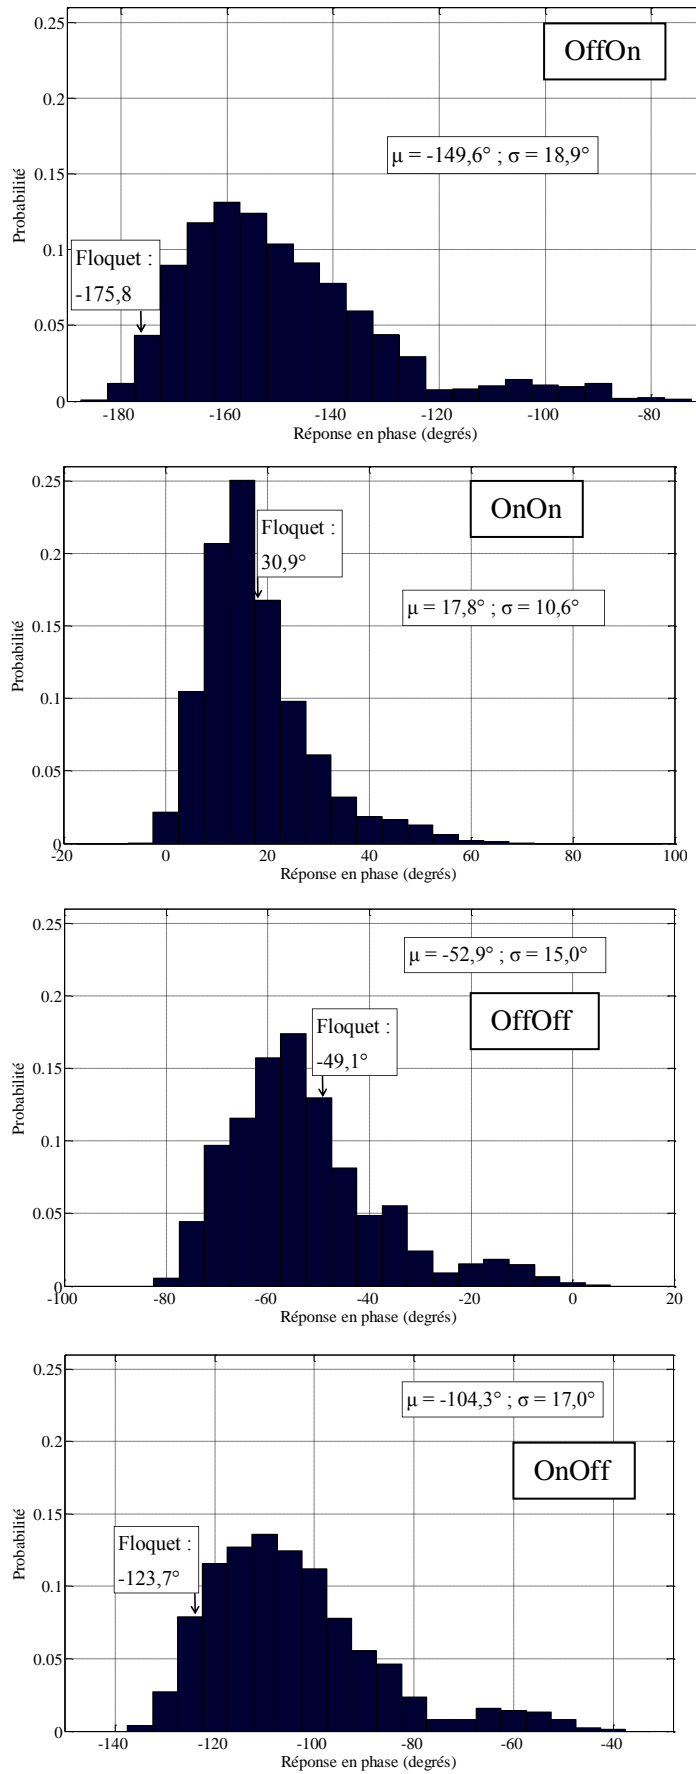 0.26
OffOn
0.2
μ = -149,6° ; σ = 18,9°
0.15
Probabilité
Floquet :
-175,8
0.1
0.05
0
-180
-160
-140
-120
-100
-80
Réponse en phase (degrés)
0.25
OnOn
Floquet :
30,9°
0.2
μ = 17,8° ; σ = 10,6°
0.15
Probabilité
0.1
0.05
0
-20
0
20
40
60
80
100
Réponse en phase (degrés)
0.25
μ = -52,9° ; σ = 15,0°
0.2
OffOff
Floquet :
-49,1°
0.15
Probabilité
0.1
0.05
0
-100
-80
-60
-40
-20
0
20
Réponse en phase (degrés)
0.25
μ = -104,3° ; σ = 17,0°
0.2
OnOff
0.15
Probabilité
Floquet :
-123,7°
0.1
0.05
0
-140
-120
-100
-80
-60
-40
Réponse en phase (degrés)